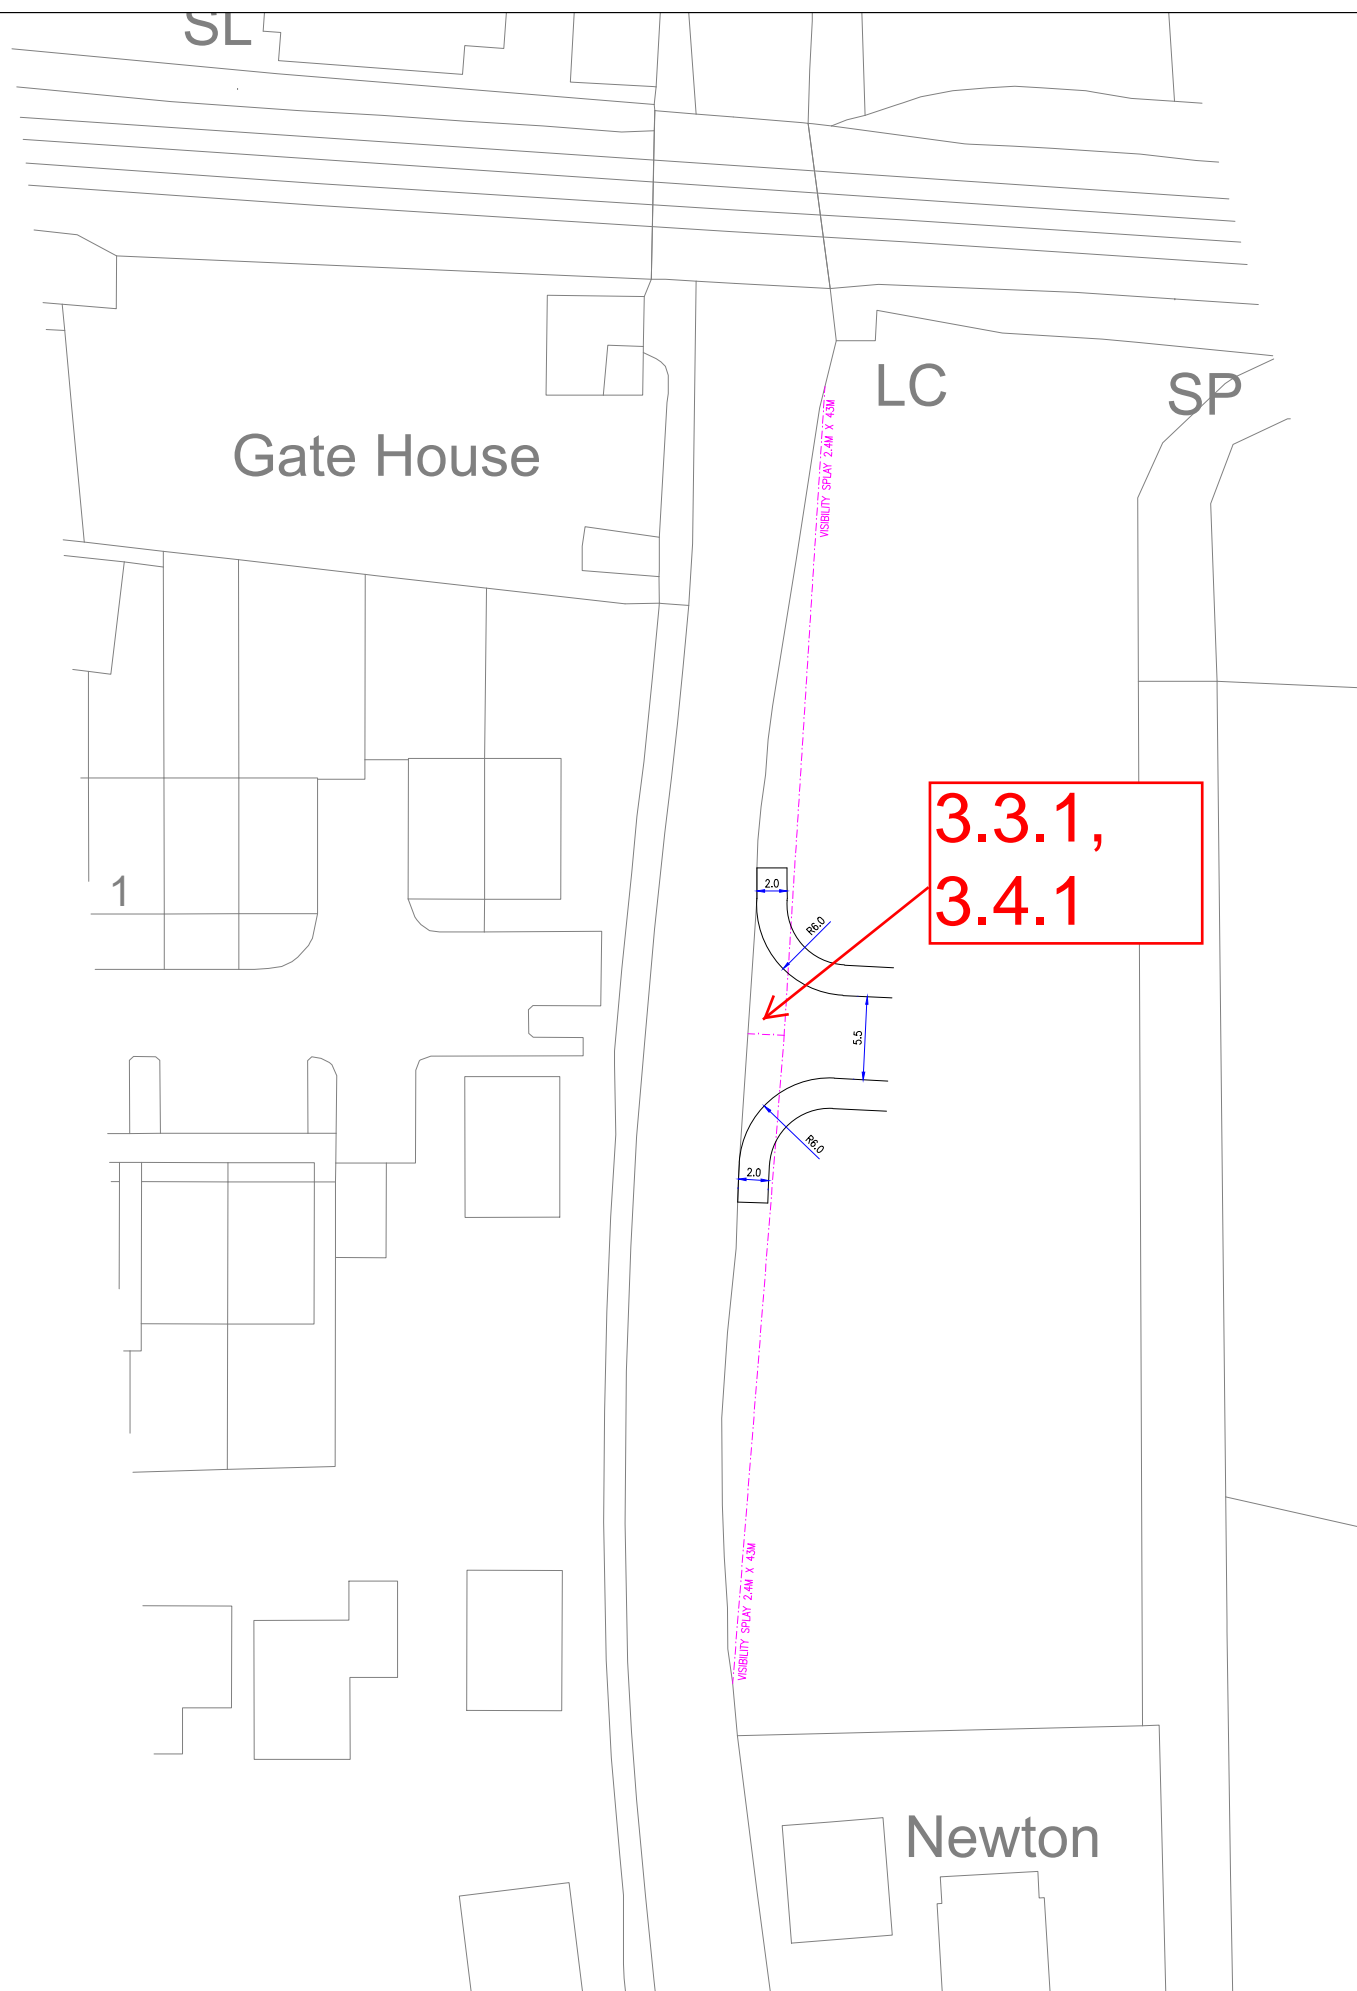 SL
LC
SP
VISIBILITY SPLAY 2.4M X 43M
Gate House
3.3.1,
3.4.1
1
2.0
R6.0
5.5
R6.0
2.0
VISIBILITY SPLAY 2.4M X 43M
Newton